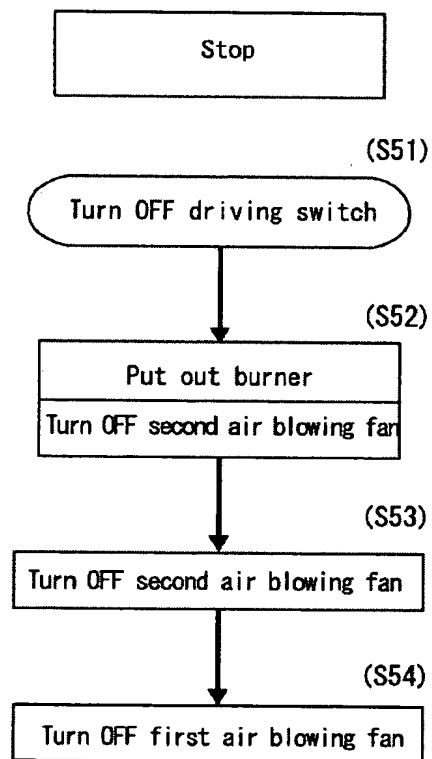 Stop
(S51)
Turn OFF driving switch
(S52)
Put out burner
Turn OFF second air blowing fan
(S53)
Turn OFF second air blowing fan
(S54)
Turn OFF first air blowing fan